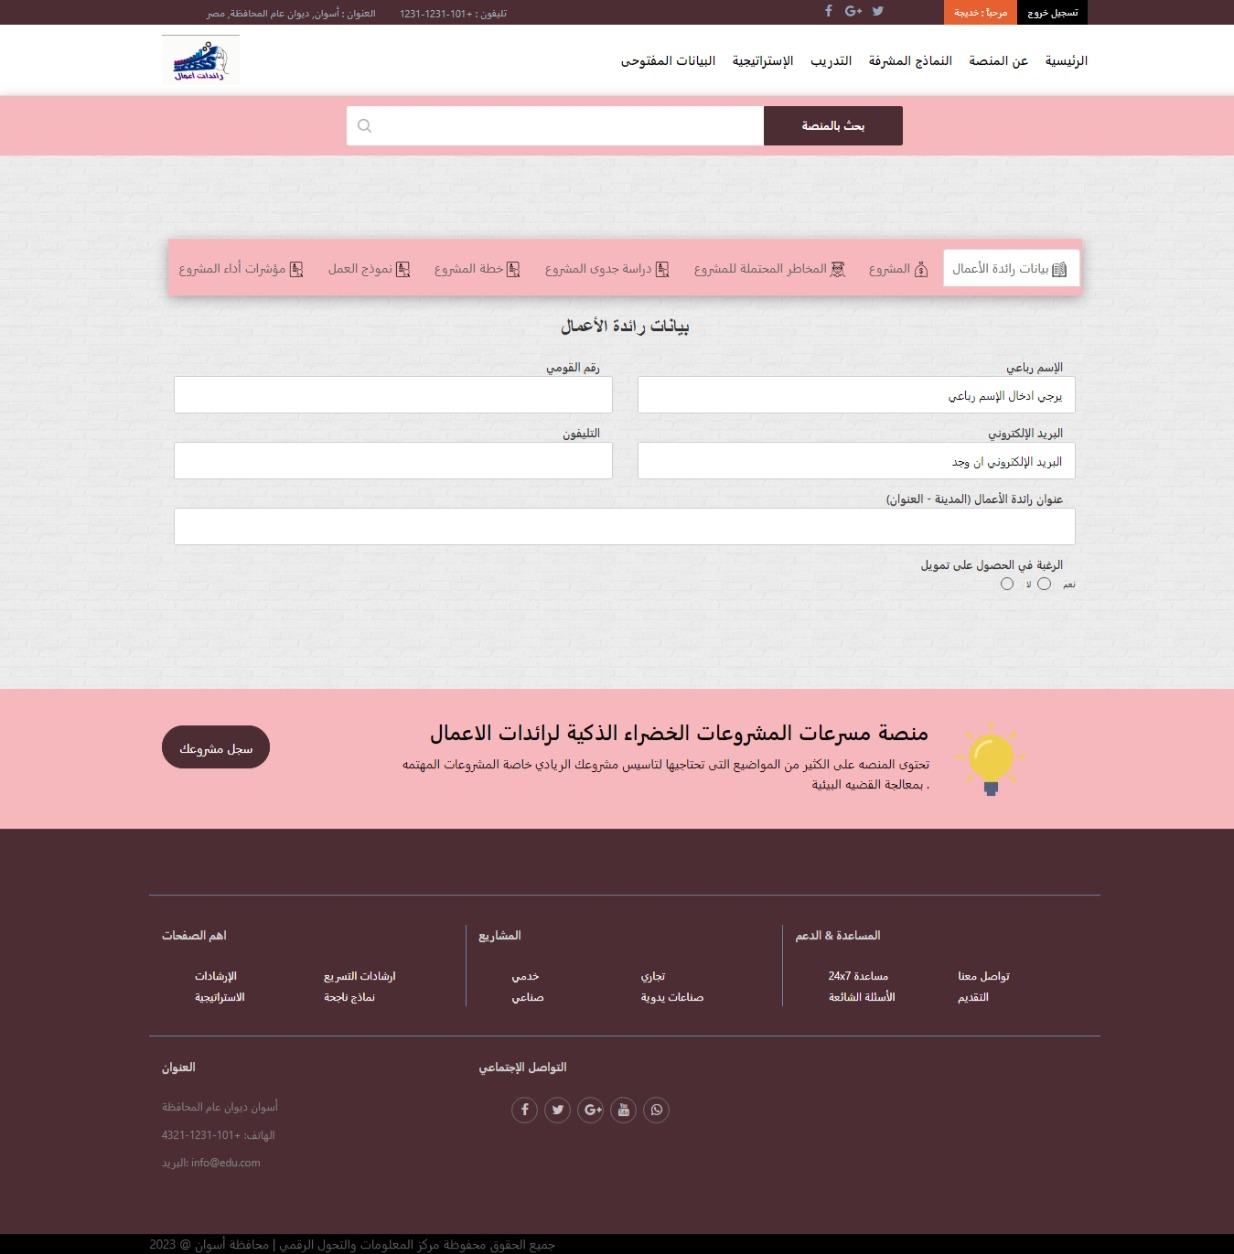 تسجيل خروج
مرحباً : خديجة
تليفون : +101-1231-1231
العنوان : أسوان, ديوان عام المحافظة, مصر
الرئيسية
عن المنصة
النماذج المشرفة
التدريب
الإستراتيجية
البيانات المفتوحى
رائدات اعمال
بحث بالمنصة
بيانات رائدة الأعمال
المشروع
المخاطر المحتملة للمشروع
دراسة جدوى المشروع
خطة المشروع
نموذج العمل
مؤشرات أداء المشروع
بيانات رائدة الأعمال
الإسم رباعي
رقم القومي
يرجي ادخال الإسم رباعي
البريد الإلكتروني
التليفون
البريد الإلكتروني ان وجد
عنوان رائدة الأعمال (المدينة - العنوان)
الرغبة في الحصول على تمويل
نعم
لا
منصة مسرعات المشروعات الخضراء الذكية لرائدات الاعمال
تحتوى المنصه على الكثير من المواضيع التى تحتاجيها لتاسيس مشروعك الريادي خاصة المشروعات المهتمه
. بمعالجة القضيه البيئية
سجل مشروعك
المساعدة & الدعم
تواصل معنا
مساعدة 24x7
التقديم
الأسئلة الشائعة
المشاريع
تجاري
خدمي
صناعات يدوية
صناعي
اهم الصفحات
ارشادات التسريع
الإرشادات
نماذج ناجحة
الاستراتيجية
التواصل الإجتماعي
العنوان
أسوان ديوان عام المحافظة
الهاتف: +101-1231-4321
البريد: info@edu.com
جميع الحقوق محفوظة مركز المعلومات والتحول الرقمي | محافظة أسوان @ 2023